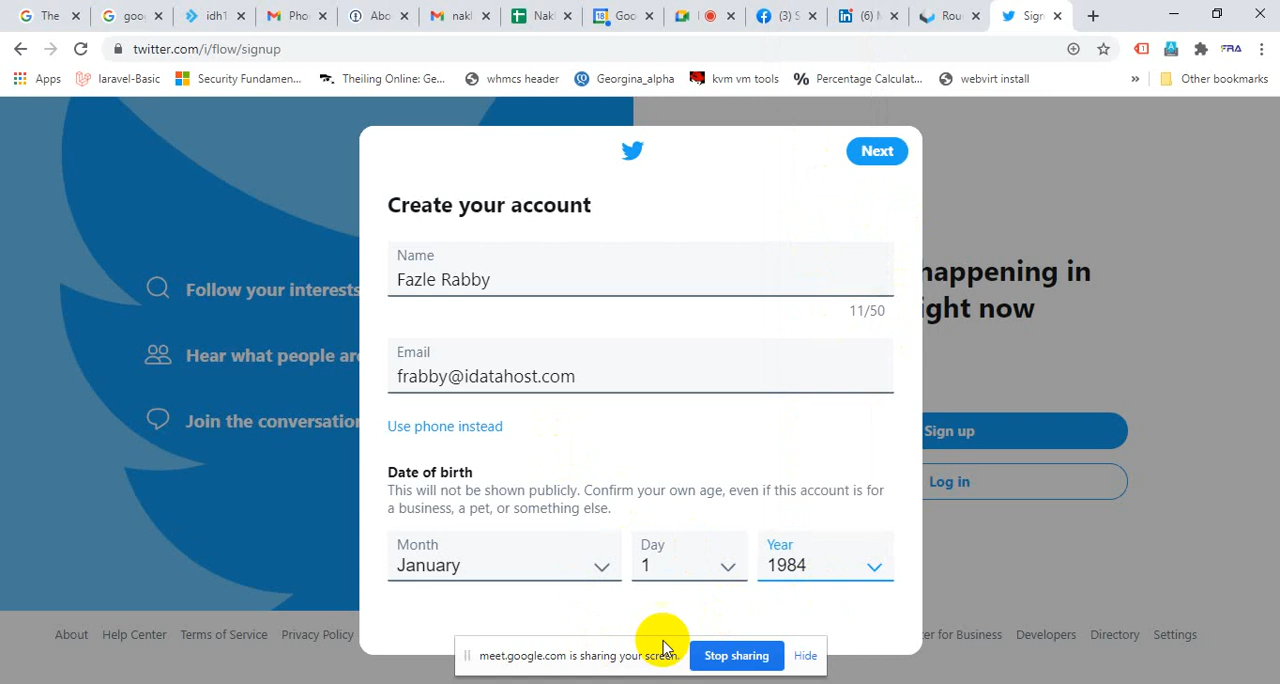 The
goo
idh1
Pho
Abo
nakl
Naki
Goo
(3) S
(6) M
Rou
Sign
twitter.com/i/flow/signup
FRA
Apps
laravel-Basic
Security Fundamen...
Theiling Online: Ge...
whmcs header
Georgina_alpha
kvm vm tools
Percentage Calculat...
webvirt install
»
Other bookmarks
Next
Create your account
Name
Fazle Rabby
11/50
Email
frabby@idatahost.com
Use phone instead
Date of birth
This will not be shown publicly. Confirm your own age, even if this account is for
a business, a pet, or something else.
Month
January
Day
1
Year
1984
Follow your interests
Hear what people are
Join the conversation
happening in
ight now
Sign up
Log in
About
Help Center
Terms of Service
Privacy Policy
er for Business
Developers
Directory
Settings
meet.google.com is sharing your screen.
Stop sharing
Hide